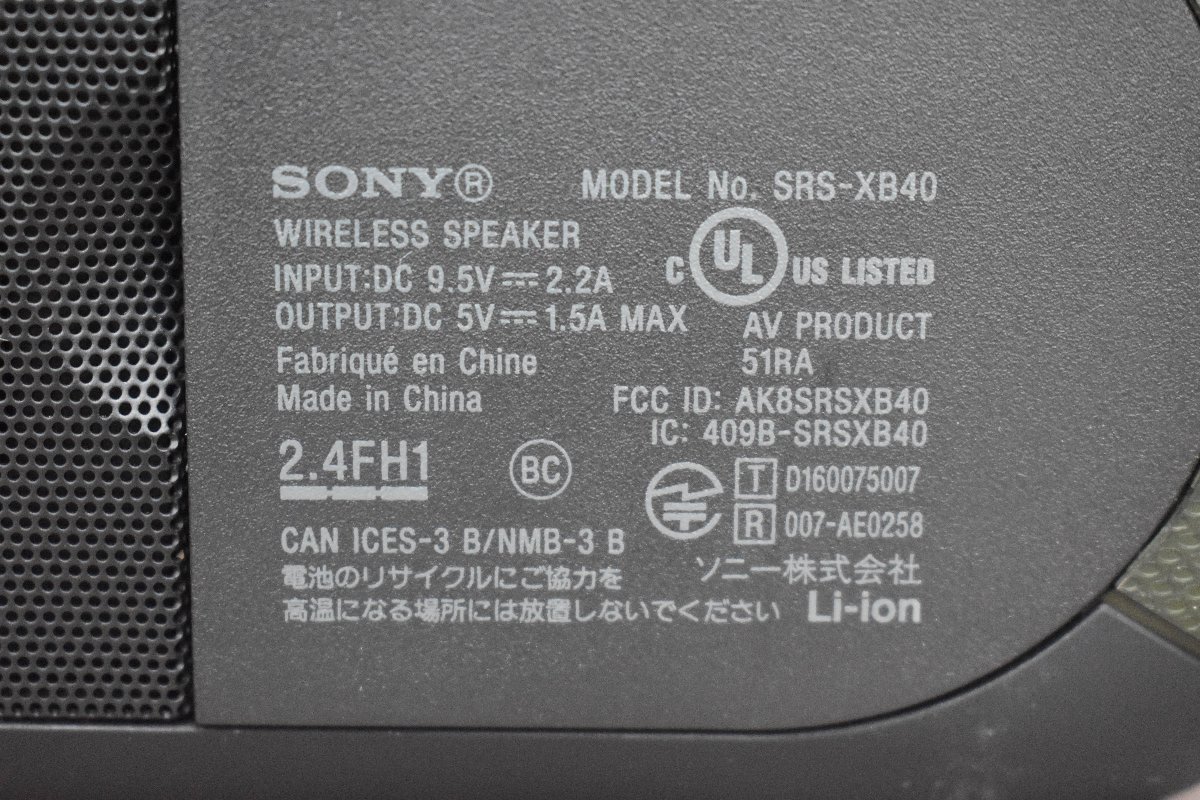 SONY® MODEL No. SRS-XB40
WIRELESS SPEAKER
INPUT:DC 9.5V⎓2.2A
C UL US LISTED
OUTPUT:DC 5V⎓1.5A MAX
AV PRODUCT
51RA
Fabriqué en Chine
Made in China
FCC ID: AK8SRSXB40
IC: 409B-SRSXB40
2.4FH1
BC
T D160075007
R 007-AE0258
CAN ICES-3 B/NMB-3 B
ソニー株式会社
電池のリサイクルにご協力を
高温になる場所には放置しないでください
Li-ion